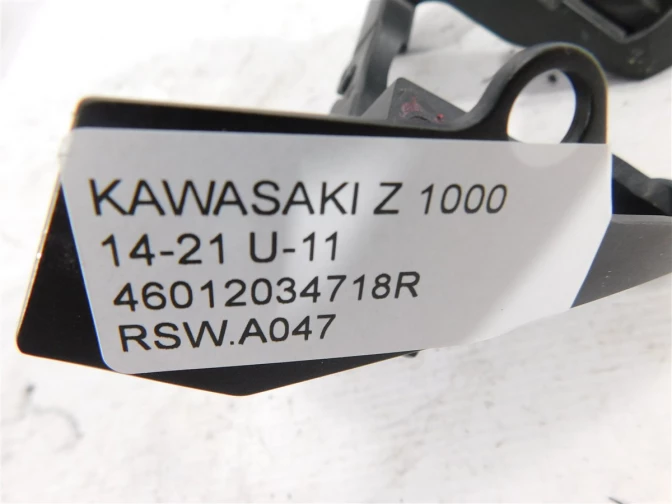 KAWASAKI Z 1000
14-21 U-11
46012034718R
RSW.A047